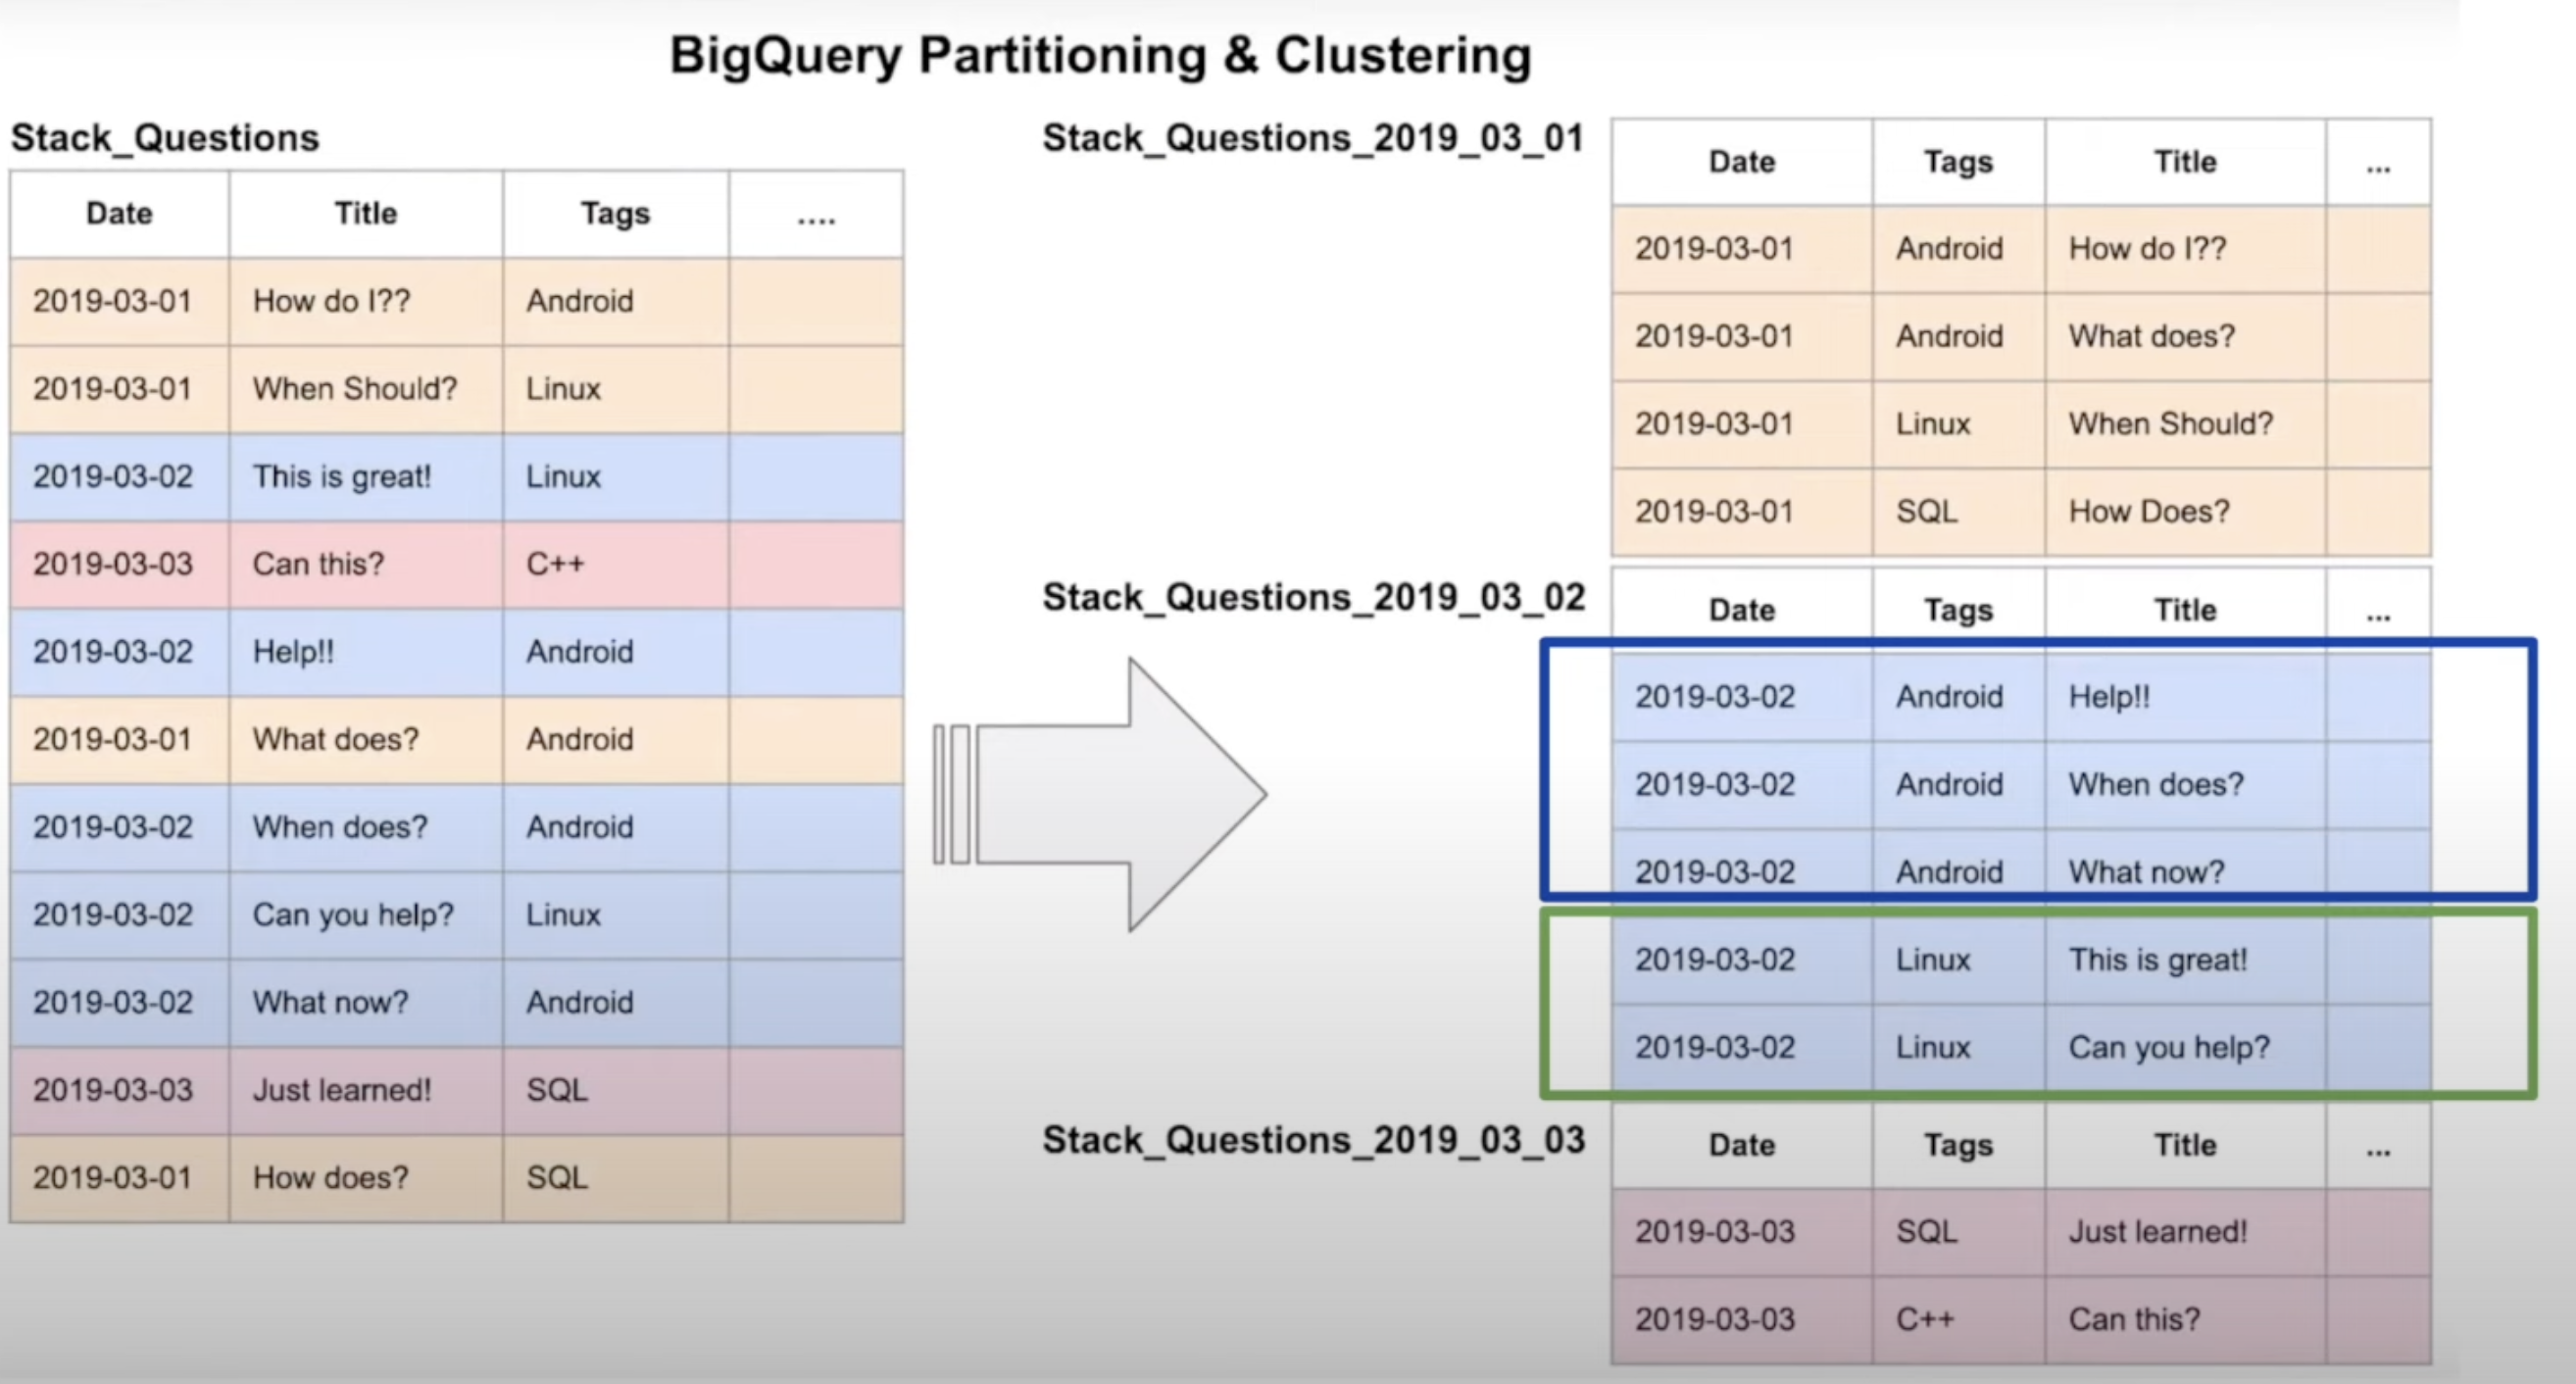 BigQuery Partitioning & Clustering
Stack_Questions
Date Title Tags ....
2019-03-01 How do I?? Android
2019-03-01 When Should? Linux
2019-03-02 This is great! Linux
2019-03-03 Can this? C++
2019-03-02 Help!! Android
2019-03-01 What does? Android
2019-03-02 When does? Android
2019-03-02 Can you help? Linux
2019-03-02 What now? Android
2019-03-03 Just learned! SQL
2019-03-01 How does? SQL
Stack_Questions_2019_03_01
Date Tags Title ...
2019-03-01 Android How do I??
2019-03-01 Android What does?
2019-03-01 Linux When Should?
2019-03-01 SQL How Does?
Stack_Questions_2019_03_02
Date Tags Title ...
2019-03-02 Android Help!!
2019-03-02 Android When does?
2019-03-02 Android What now?
2019-03-02 Linux This is great!
2019-03-02 Linux Can you help?
Stack_Questions_2019_03_03
Date Tags Title ...
2019-03-03 SQL Just learned!
2019-03-03 C++ Can this?